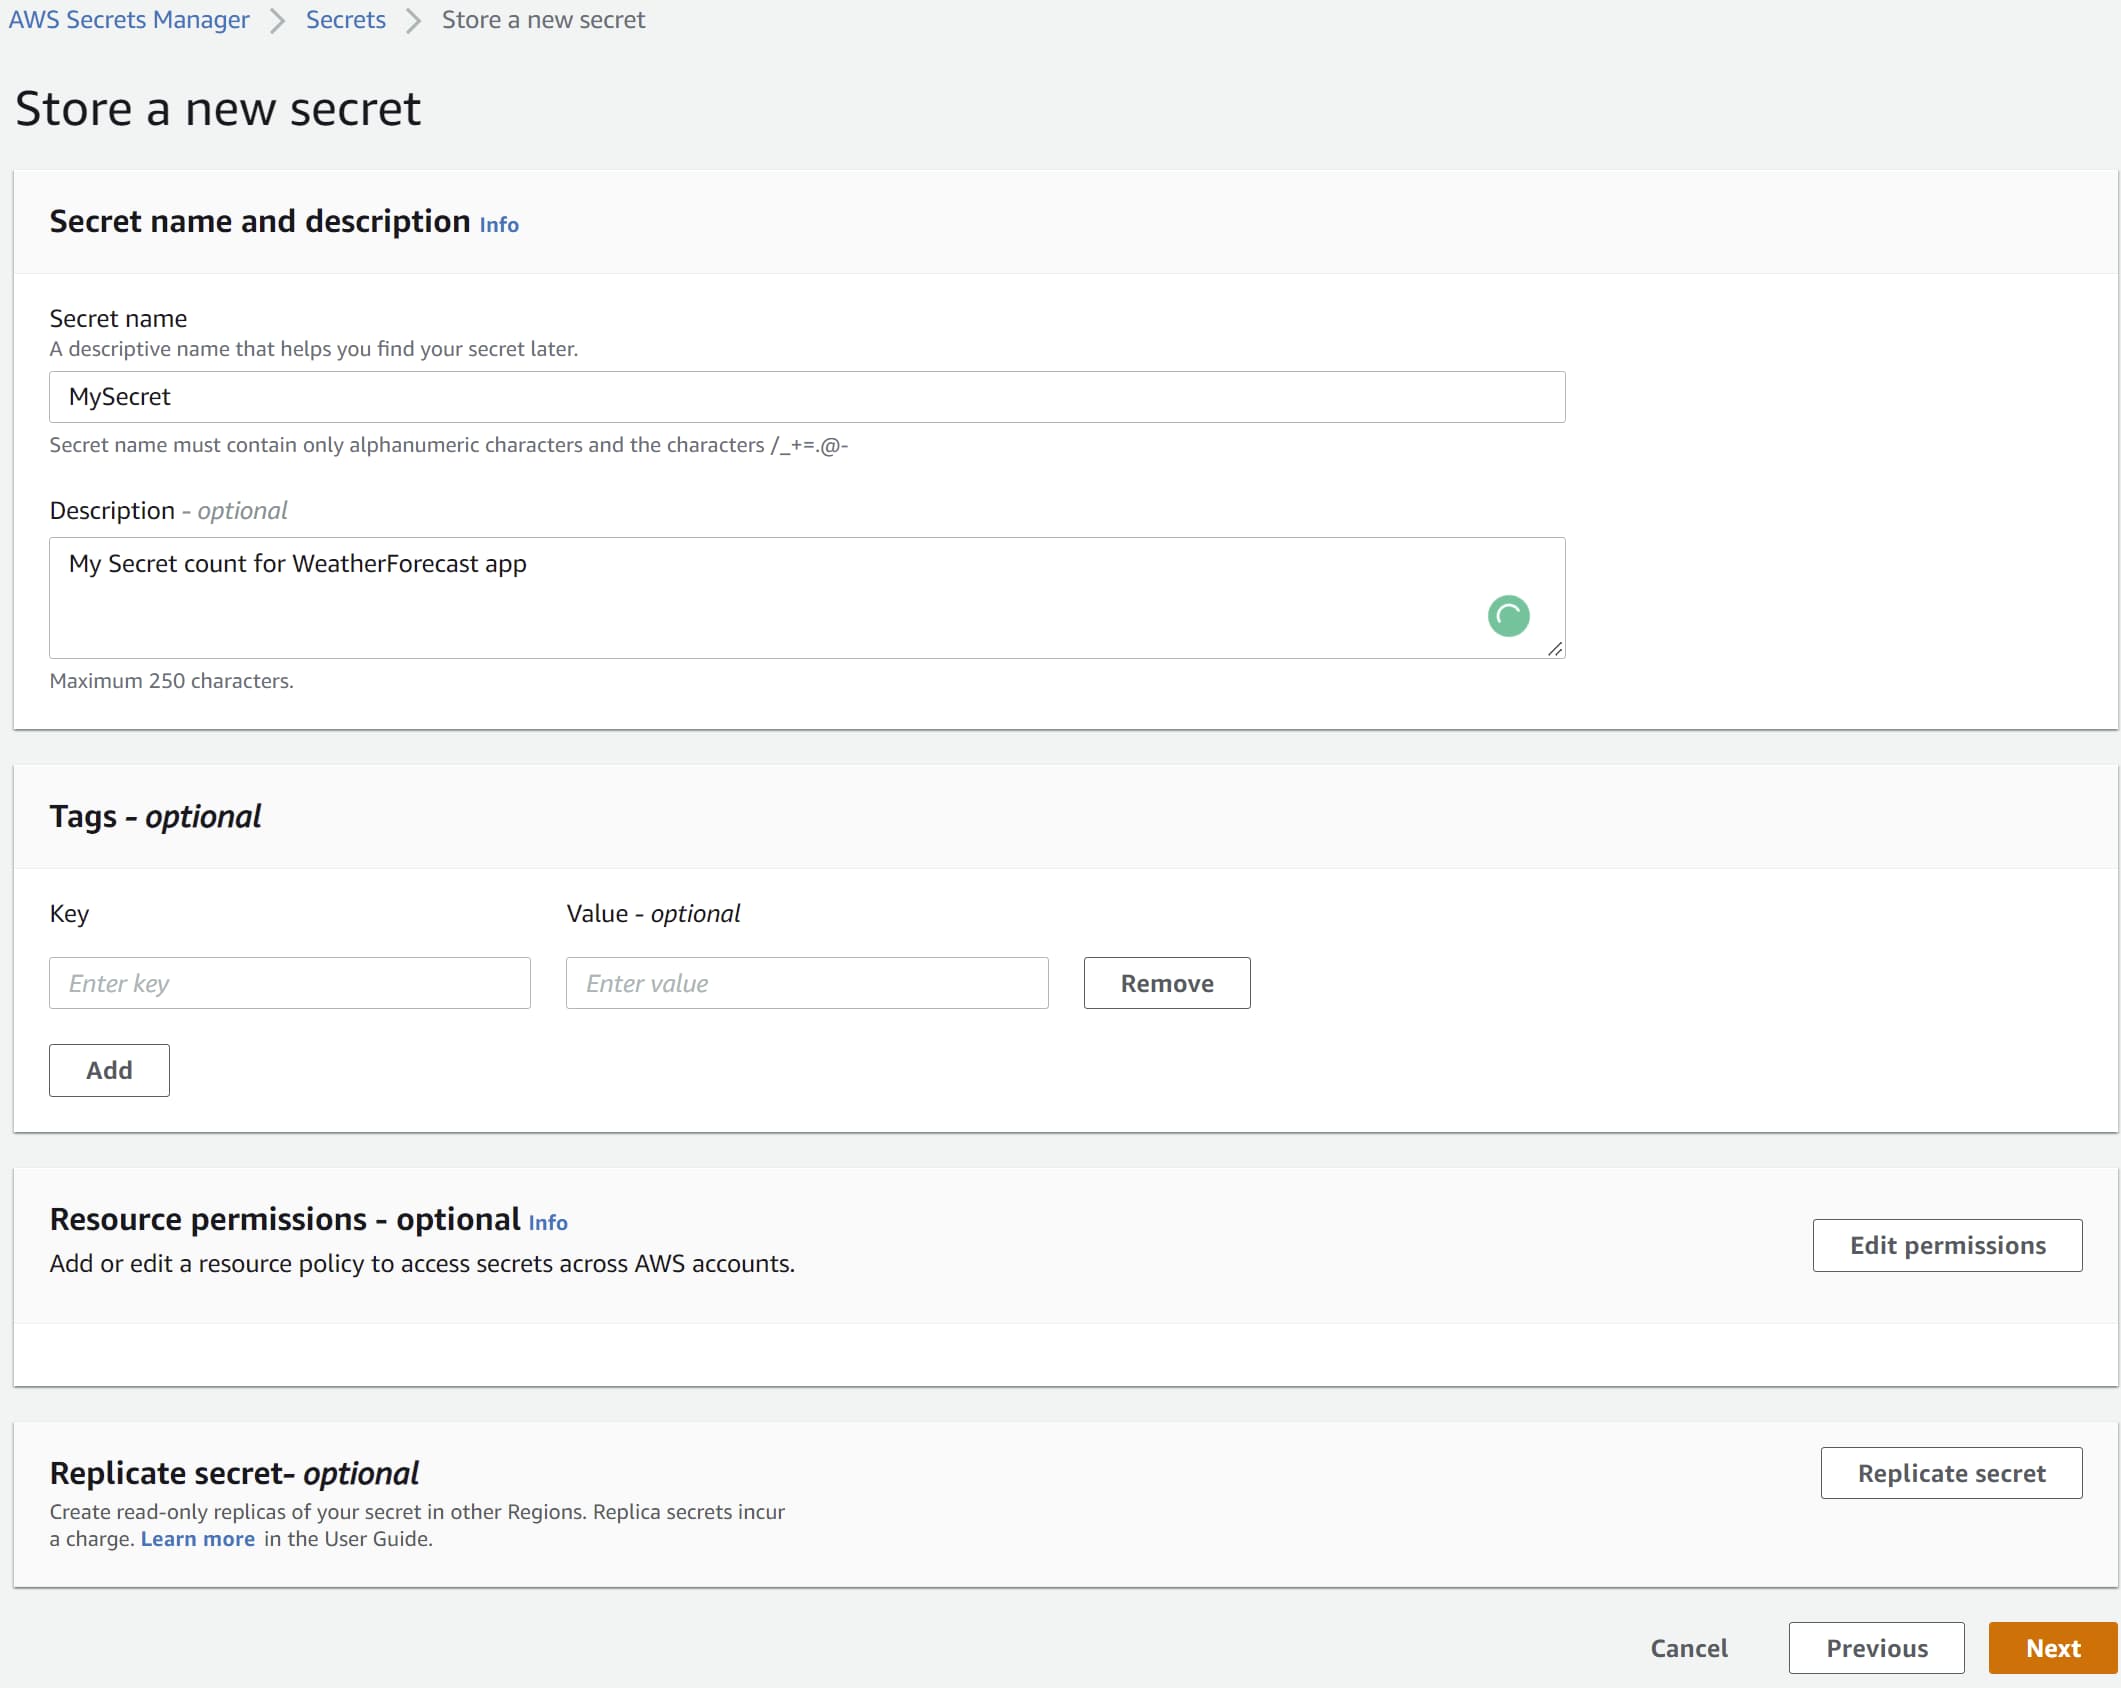 AWS Secrets Manager > Secrets > Store a new secret
Store a new secret
Secret name and description Info
Secret name
A descriptive name that helps you find your secret later.
MySecret
Secret name must contain only alphanumeric characters and the characters /_+=.@-
Description - optional
My Secret count for WeatherForecast app
Maximum 250 characters.
Tags - optional
Key
Value - optional
Enter key
Enter value
Remove
Add
Resource permissions - optional Info
Add or edit a resource policy to access secrets across AWS accounts.
Edit permissions
Replicate secret- optional
Create read-only replicas of your secret in other Regions. Replica secrets incur
a charge. Learn more in the User Guide.
Replicate secret
Cancel
Previous
Next